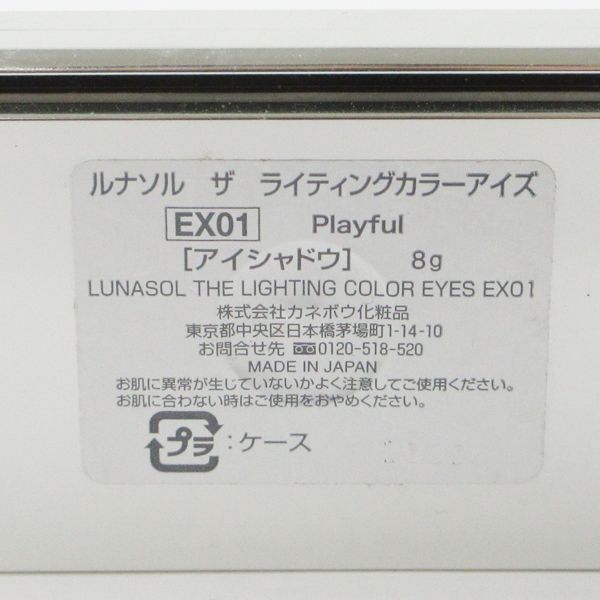 ルナソル ザ ライティングカラーアイズ
EX01 Playful
[アイシャドウ] 8g
LUNASOL THE LIGHTING COLOR EYES EX01
株式会社カネボウ化粧品
東京都中央区日本橋茅場町1-14-10
お問合せ先 0120-518-520
MADE IN JAPAN
お肌に異常が生じていないかよく注意してご使用ください。
お肌に合わない時はご使用をおやめください。
プラ:ケース